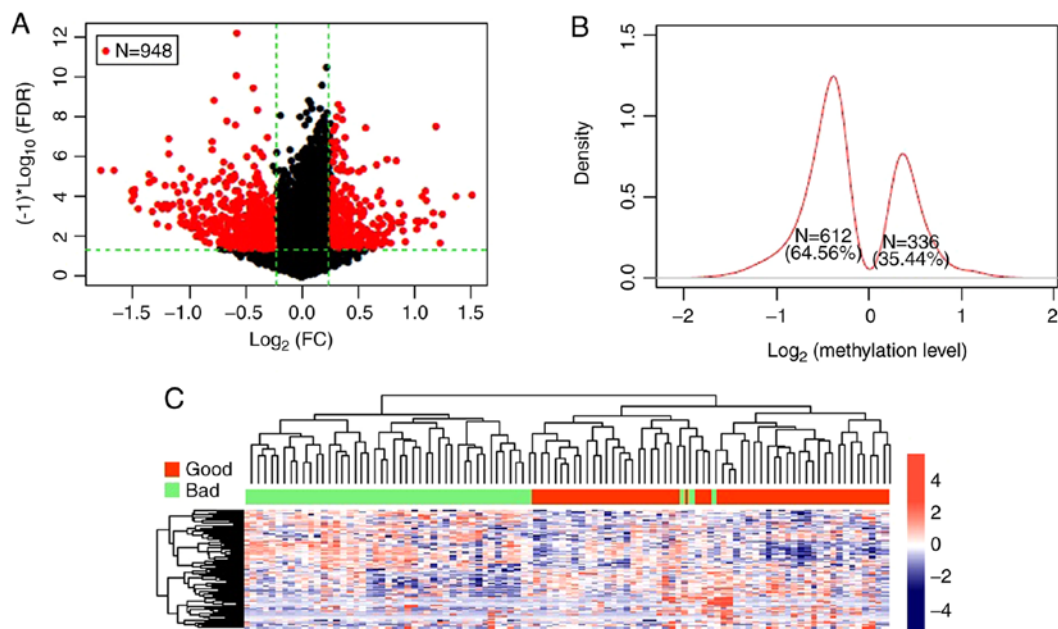 A
N=948
12
10
8
6
4
2
0
(-1)*Log10 (FDR)
−1.5 −1.0 −0.5 0.0 0.5 1.0 1.5
Log2 (FC)
B
1.5
1.0
0.5
0.0
Density
N=612
(64.56%)
N=336
(35.44%)
−2 −1 0 1 2
Log2 (methylation level)
C
Good
Bad
4
2
0
−2
−4